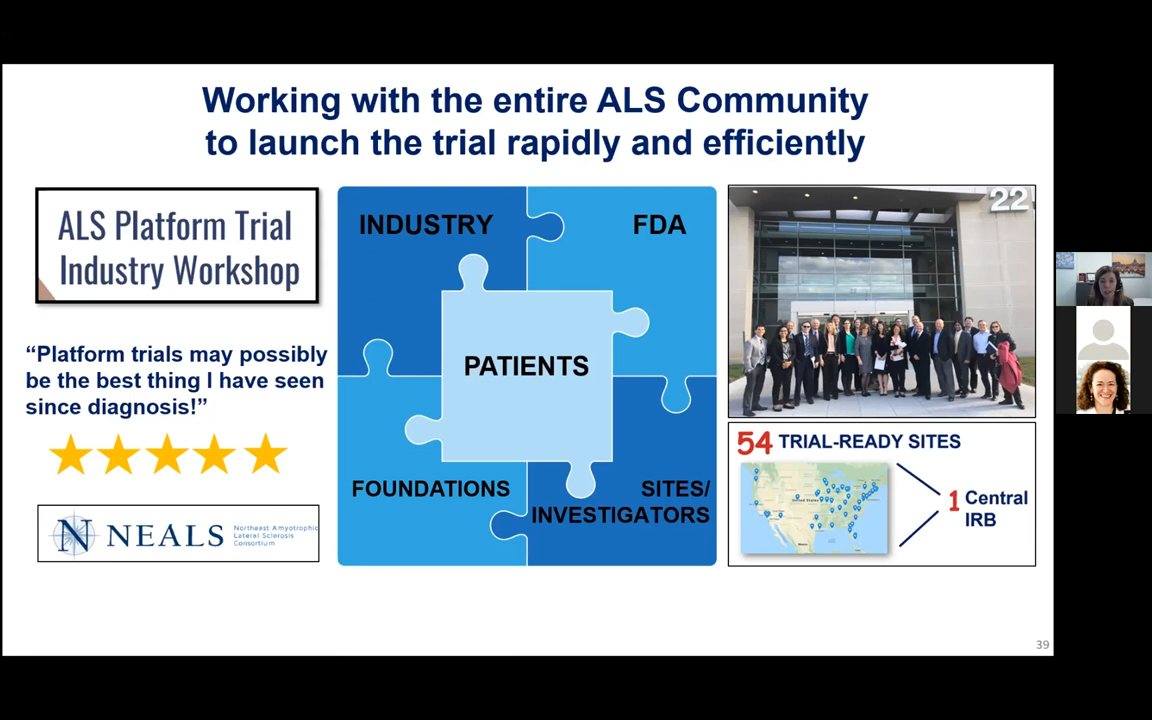 Working with the entire ALS Community
to launch the trial rapidly and efficiently
ALS Platform Trial
Industry Workshop
“Platform trials may possibly
be the best thing I have seen
since diagnosis!”
NEALS
Northeast Amyotrophic
Lateral Sclerosis
Consortium
INDUSTRY
FDA
PATIENTS
FOUNDATIONS
SITES/
INVESTIGATORS
22
54 TRIAL-READY SITES
1 Central
IRB
39